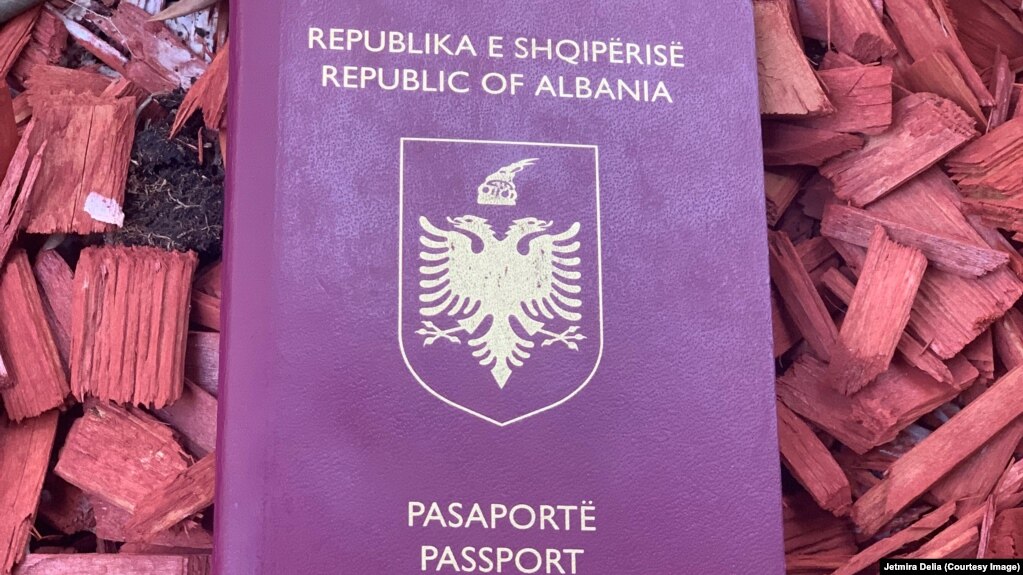 REPUBLIKA E SHQIPËRISË
REPUBLIC OF ALBANIA
PASAPORTË
PASSPORT
Jetmira Delia (Courtesy Image)